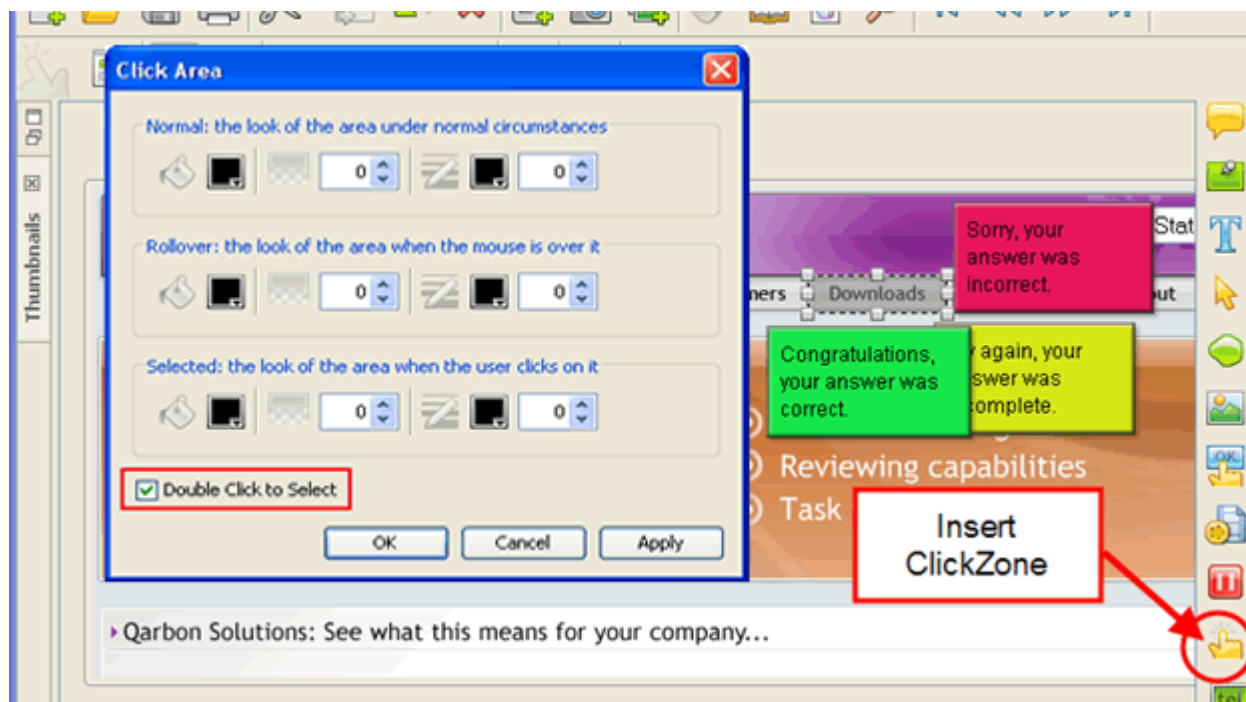 Click Area
Normal: the look of the area under normal circumstances
0 0
Rollover: the look of the area when the mouse is over it
0 0
Selected: the look of the area when the user clicks on it
0 0
Double Click to Select
OK Cancel Apply
Thumbnails
Stat
Sorry, your
answer was
incorrect.
ners Downloads out
Congratulations,
your answer was
correct.
again, your
swer was
complete.
Reviewing capabilities
Task
Insert
ClickZone
OK
Qarbon Solutions: See what this means for your company...